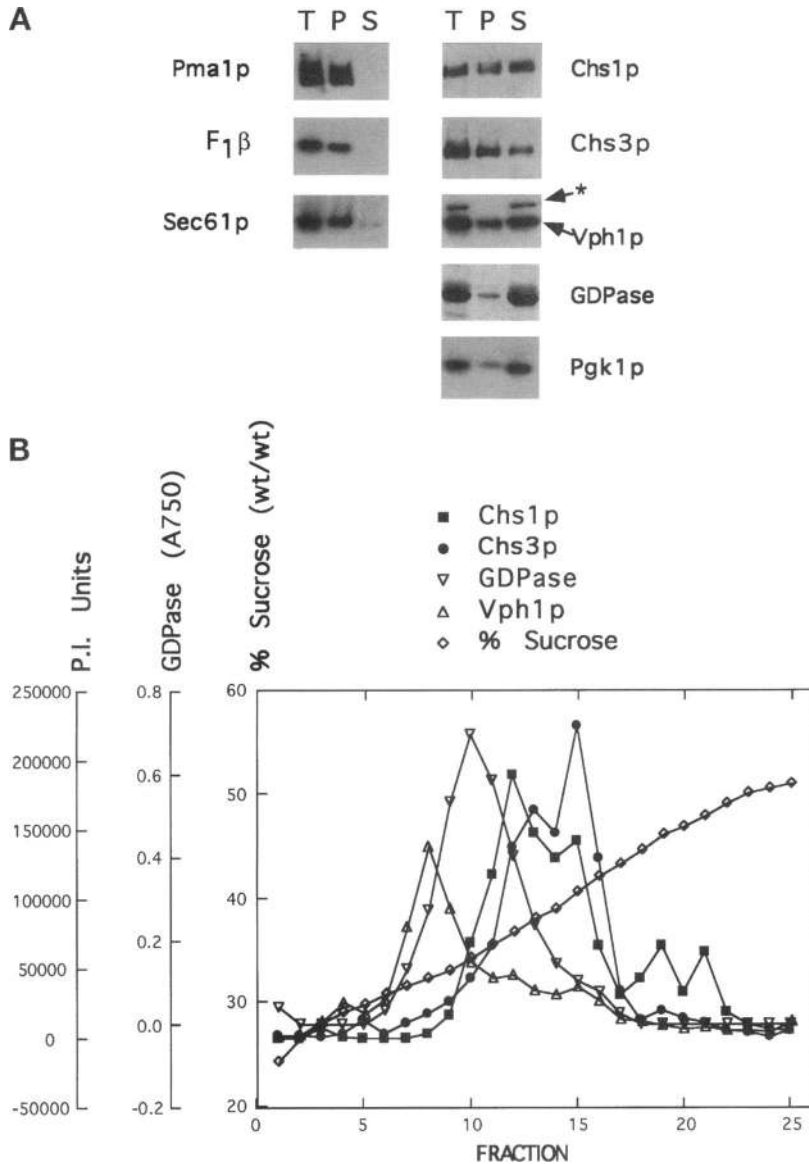 A
T P S
T P S
Pma1p
Chs1p
F1β
Chs3p
*
Sec61p
Vph1p
GDPase
Pgk1p
B
P.I. Units
GDPase (A750)
% Sucrose (wt/wt)
Chs1p
Chs3p
GDPase
Vph1p
% Sucrose
250000
200000
150000
100000
50000
0
-50000
0.8
0.6
0.4
0.2
0.0
-0.2
60
50
40
30
20
0 5 10 15 20 25
FRACTION